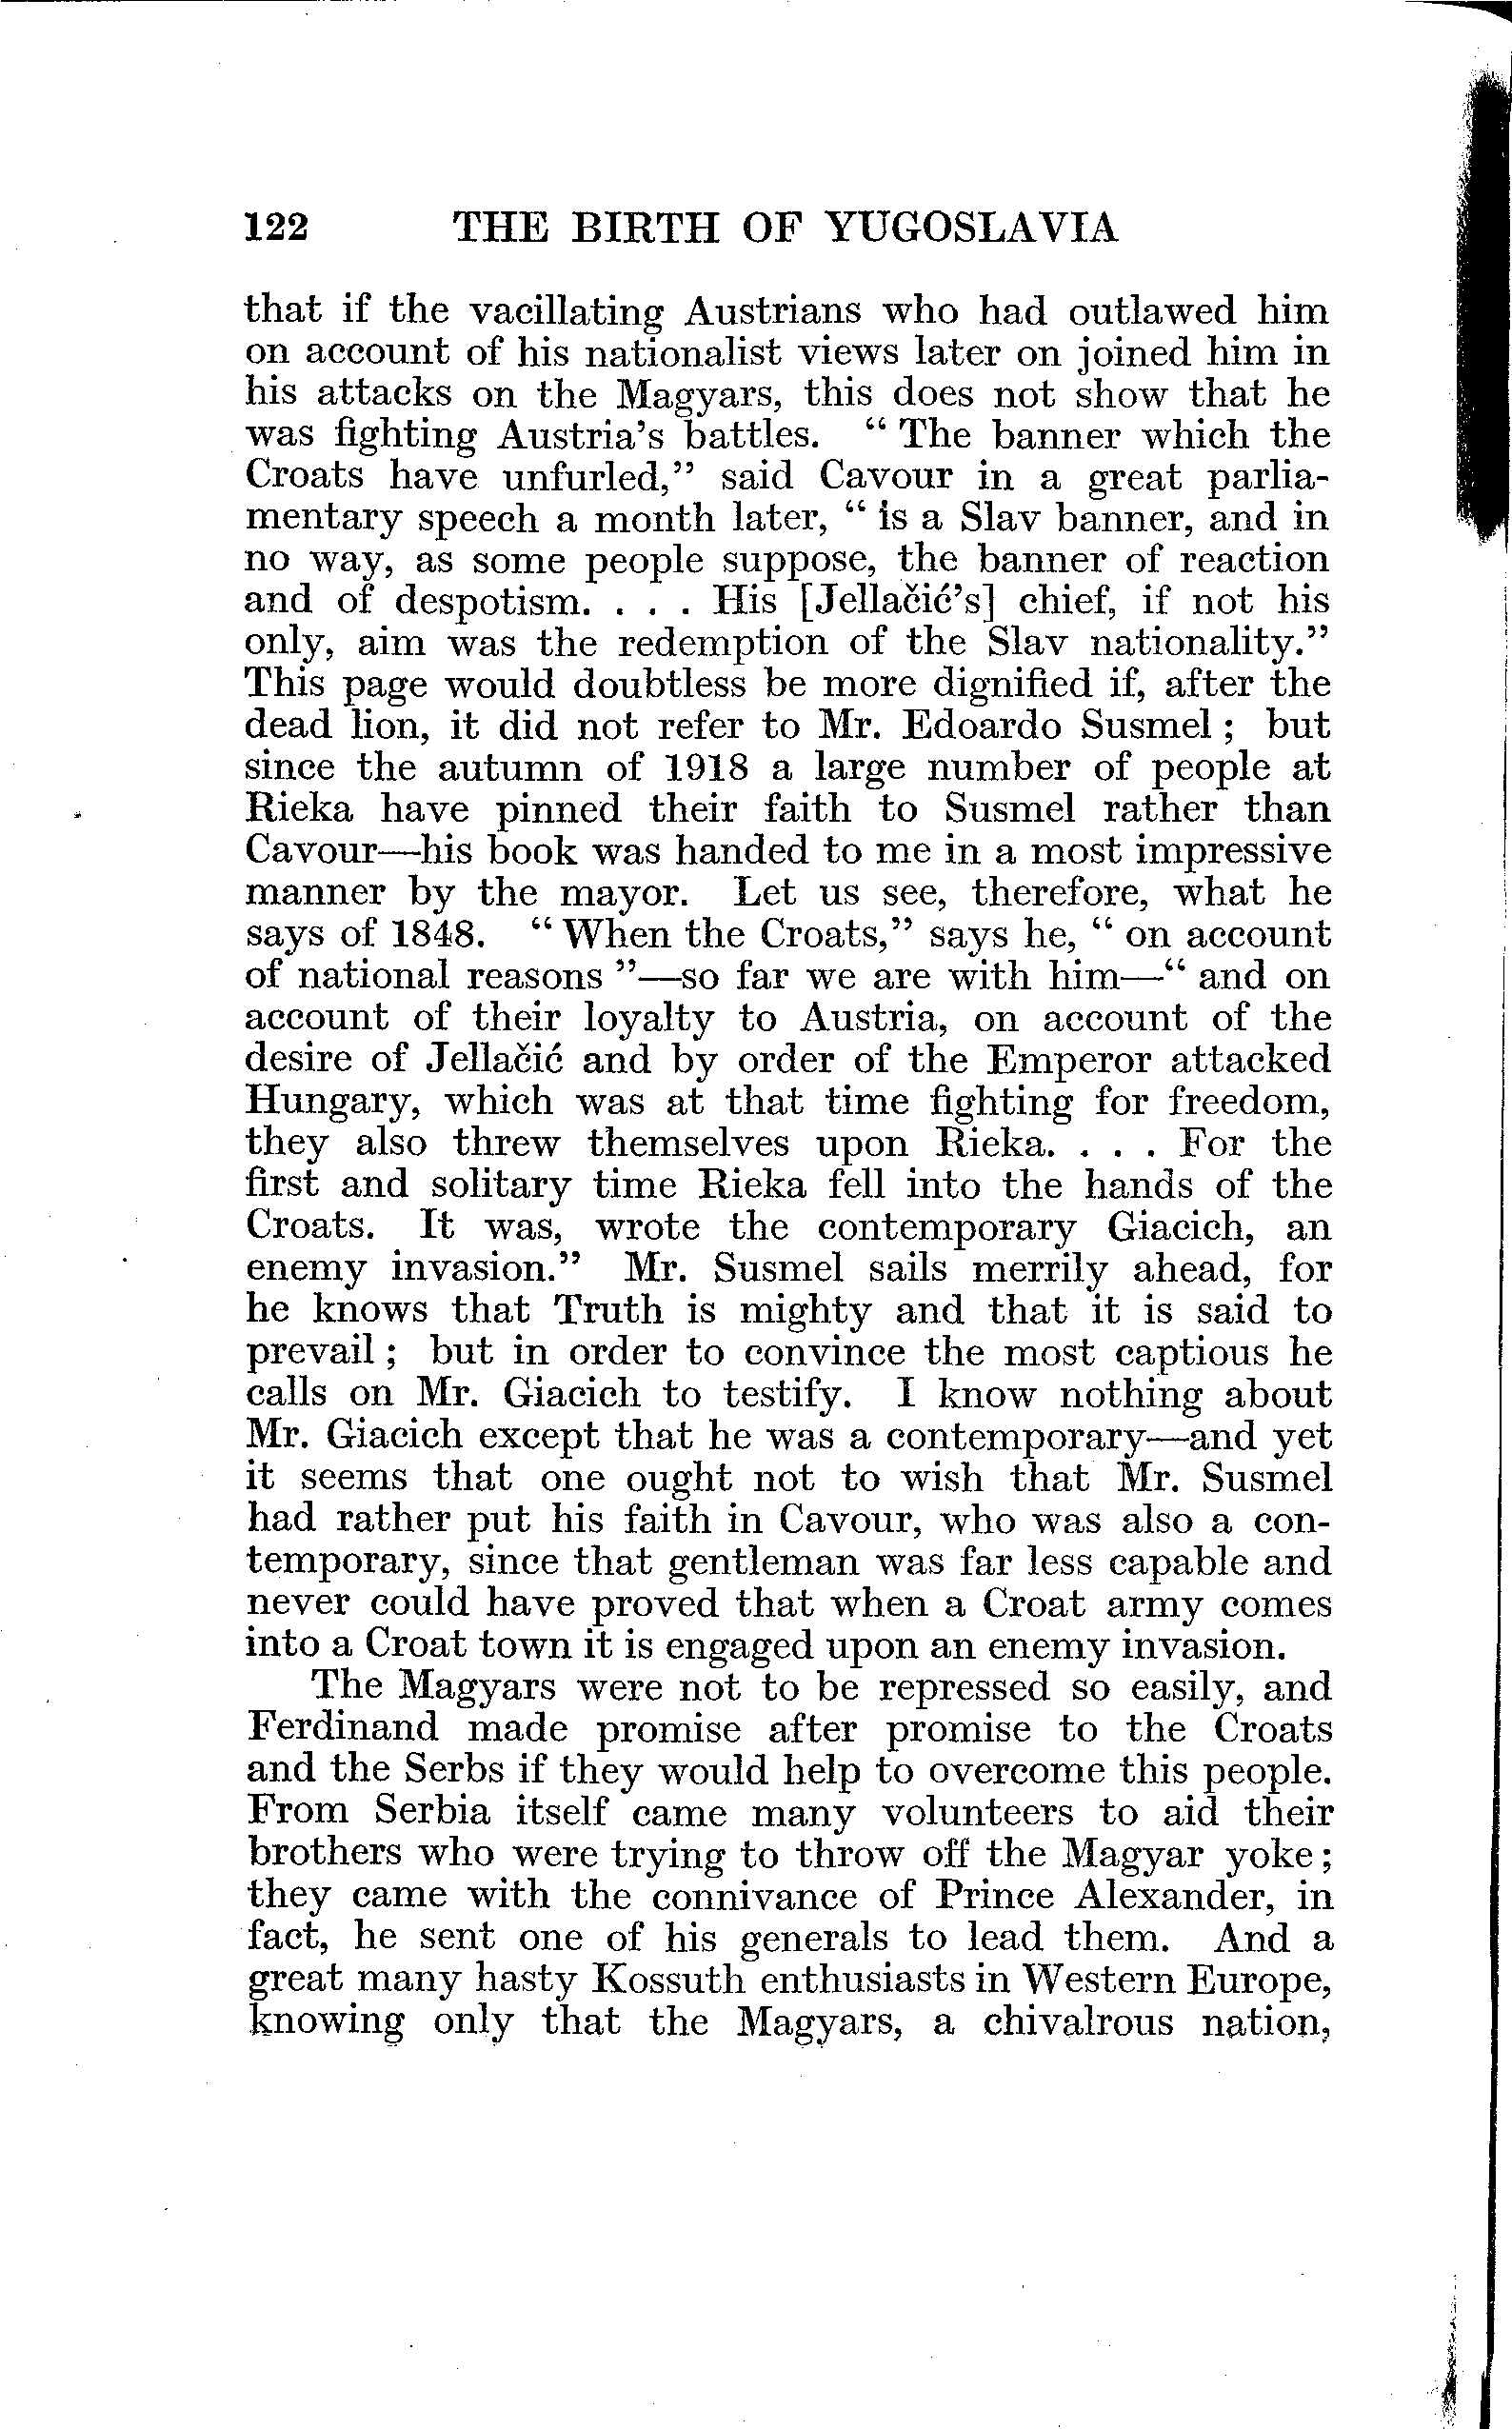 122 THE BIRTH OF YUGOSLAVIA
that if the vacillating Austrians who had outlawed him
on account of his nationalist views later on joined him in
his attacks on the Magyars, this does not show that he
was fighting Austria's battles. “ The banner which the
Croats have unfurled,” said Cavour in a great parlia-
mentary speech a month later, “ is a Slav banner, and in
no way, as some people suppose, the banner of reaction
and of despotism. . . . His [Jellačić's] chief, if not his
only, aim was the redemption of the Slav nationality.”
This page would doubtless be more dignified if, after the
dead lion, it did not refer to Mr. Edoardo Susmel ; but
since the autumn of 1918 a large number of people at
Rieka have pinned their faith to Susmel rather than
Cavour—his book was handed to me in a most impressive
manner by the mayor. Let us see, therefore, what he
says of 1848. “ When the Croats,” says he, “ on account
of national reasons ”—so far we are with him—“ and on
account of their loyalty to Austria, on account of the
desire of Jellačić and by order of the Emperor attacked
Hungary, which was at that time fighting for freedom,
they also threw themselves upon Rieka. . . . For the
first and solitary time Rieka fell into the hands of the
Croats. It was, wrote the contemporary Giacich, an
enemy invasion.” Mr. Susmel sails merrily ahead, for
he knows that Truth is mighty and that it is said to
prevail ; but in order to convince the most captious he
calls on Mr. Giacich to testify. I know nothing about
Mr. Giacich except that he was a contemporary—and yet
it seems that one ought not to wish that Mr. Susmel
had rather put his faith in Cavour, who was also a con-
temporary, since that gentleman was far less capable and
never could have proved that when a Croat army comes
into a Croat town it is engaged upon an enemy invasion.
The Magyars were not to be repressed so easily, and
Ferdinand made promise after promise to the Croats
and the Serbs if they would help to overcome this people.
From Serbia itself came many volunteers to aid their
brothers who were trying to throw off the Magyar yoke ;
they came with the connivance of Prince Alexander, in
fact, he sent one of his generals to lead them. And a
great many hasty Kossuth enthusiasts in Western Europe,
knowing only that the Magyars, a chivalrous nation,